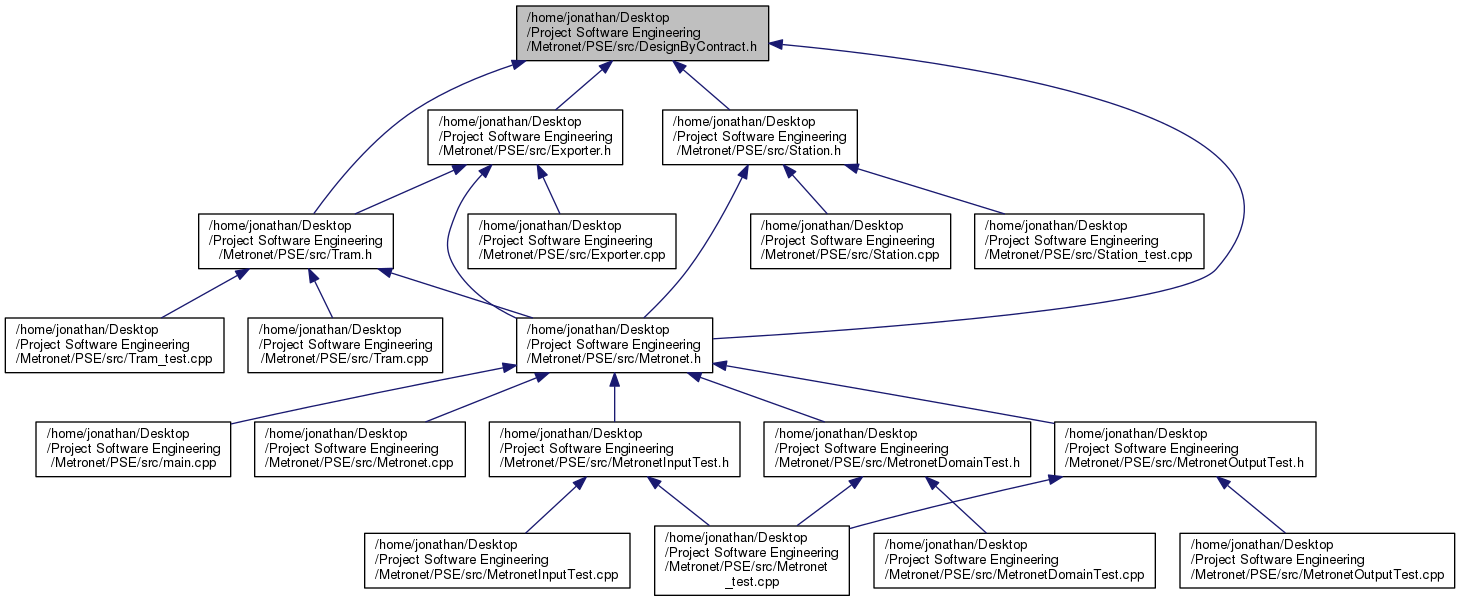 /home/jonathan/Desktop
/Project Software Engineering
/Metronet/PSE/src/DesignByContract.h
/home/jonathan/Desktop
/Project Software Engineering
/Metronet/PSE/src/Exporter.h
/home/jonathan/Desktop
/Project Software Engineering
/Metronet/PSE/src/Station.h
/home/jonathan/Desktop
/Project Software Engineering
/Metronet/PSE/src/Tram.h
/home/jonathan/Desktop
/Project Software Engineering
/Metronet/PSE/src/Exporter.cpp
/home/jonathan/Desktop
/Project Software Engineering
/Metronet/PSE/src/Station.cpp
/home/jonathan/Desktop
/Project Software Engineering
/Metronet/PSE/src/Station_test.cpp
/home/jonathan/Desktop
/Project Software Engineering
/Metronet/PSE/src/Tram_test.cpp
/home/jonathan/Desktop
/Project Software Engineering
/Metronet/PSE/src/Tram.cpp
/home/jonathan/Desktop
/Project Software Engineering
/Metronet/PSE/src/Metronet.h
/home/jonathan/Desktop
/Project Software Engineering
/Metronet/PSE/src/main.cpp
/home/jonathan/Desktop
/Project Software Engineering
/Metronet/PSE/src/Metronet.cpp
/home/jonathan/Desktop
/Project Software Engineering
/Metronet/PSE/src/MetronetInputTest.h
/home/jonathan/Desktop
/Project Software Engineering
/Metronet/PSE/src/MetronetDomainTest.h
/home/jonathan/Desktop
/Project Software Engineering
/Metronet/PSE/src/MetronetOutputTest.h
/home/jonathan/Desktop
/Project Software Engineering
/Metronet/PSE/src/MetronetInputTest.cpp
/home/jonathan/Desktop
/Project Software Engineering
/Metronet/PSE/src/Metronet
_test.cpp
/home/jonathan/Desktop
/Project Software Engineering
/Metronet/PSE/src/MetronetDomainTest.cpp
/home/jonathan/Desktop
/Project Software Engineering
/Metronet/PSE/src/MetronetOutputTest.cpp